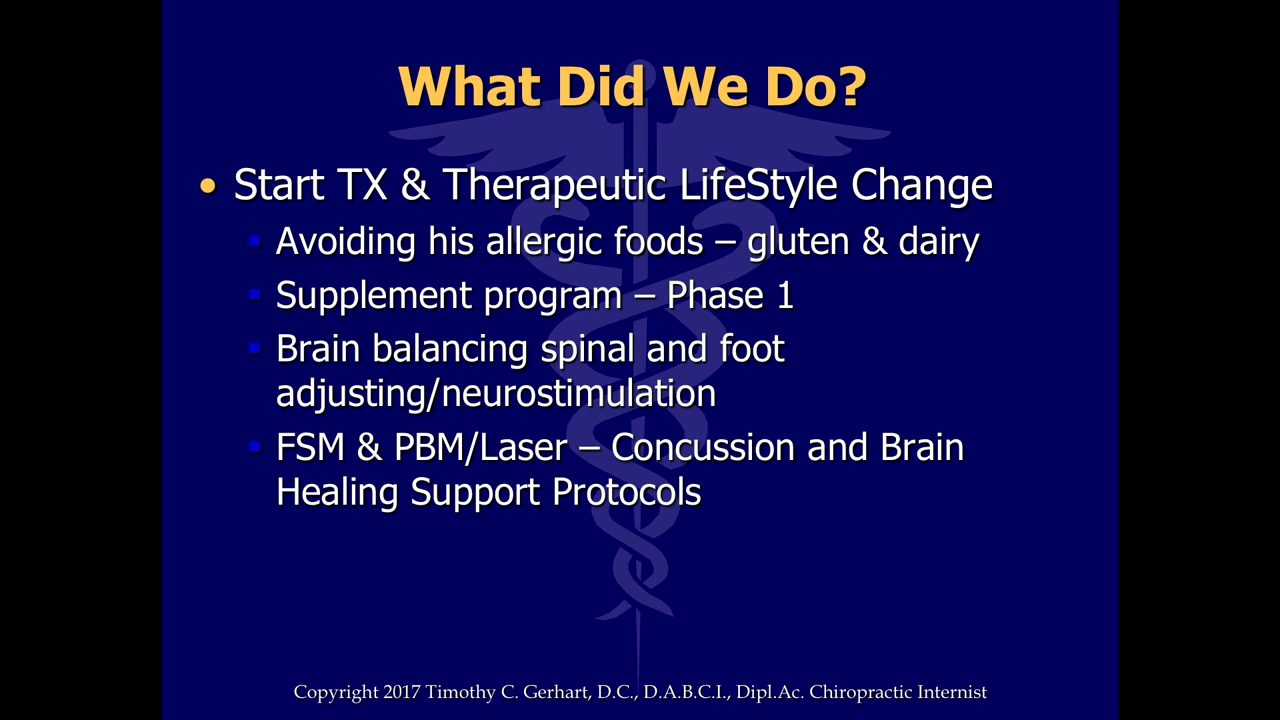 What Did We Do?
• Start TX & Therapeutic LifeStyle Change
▪ Avoiding his allergic foods – gluten & dairy
▪ Supplement program – Phase 1
▪ Brain balancing spinal and foot
adjusting/neurostimulation
▪ FSM & PBM/Laser – Concussion and Brain
Healing Support Protocols
Copyright 2017 Timothy C. Gerhart, D.C., D.A.B.C.I., Dipl.Ac. Chiropractic Internist